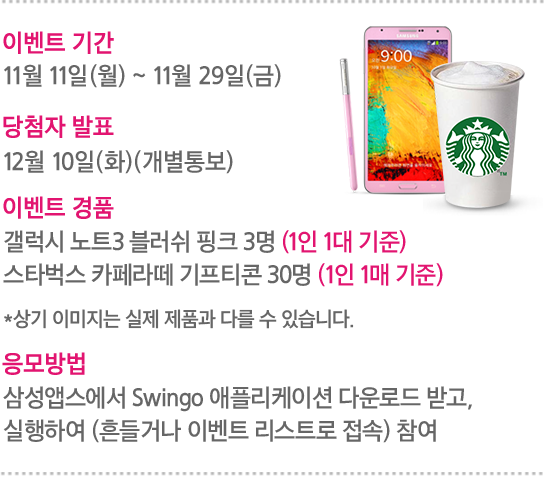 이벤트 기간
11월 11일(월) ~ 11월 29일(금)
당첨자 발표
12월 10일(화)(개별통보)
이벤트 경품
갤럭시 노트3 블러쉬 핑크 3명 (1인 1대 기준)
스타벅스 카페라떼 기프티콘 30명 (1인 1매 기준)
*상기 이미지는 실제 제품과 다를 수 있습니다.
응모방법
삼성앱스에서 Swingo 애플리케이션 다운로드 받고,
실행하여 (흔들거나 이벤트 리스트로 접속) 참여
SAMSUNG
9:00
TM